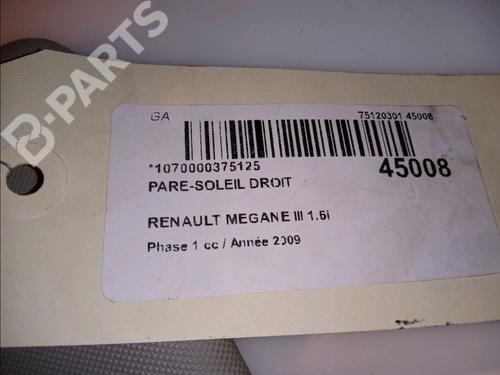 B-PARTS
GA 75120301 45008
*1070000375125 45008
PARE-SOLEIL DROIT
RENAULT MEGANE III 1.6i
Phase 1 cc / Année 2009